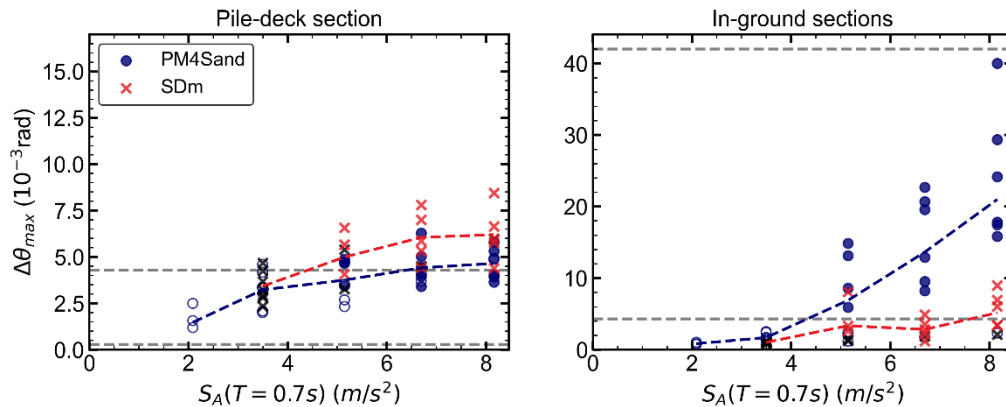 Pile-deck section
In-ground sections
PM4Sand
SDm
Δθmax (10⁻³rad)
15.0
12.5
10.0
7.5
5.0
2.5
0.0
0 2 4 6 8
S_A(T = 0.7s) (m/s²)
40
30
20
10
0
0 2 4 6 8
S_A(T = 0.7s) (m/s²)